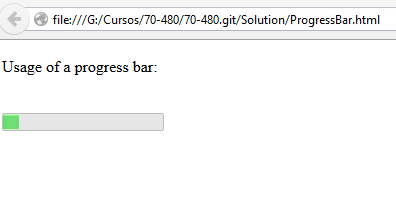 file:///G:/Cursos/70-480/70-480.git/Solution/ProgressBar.html
Usage of a progress bar: